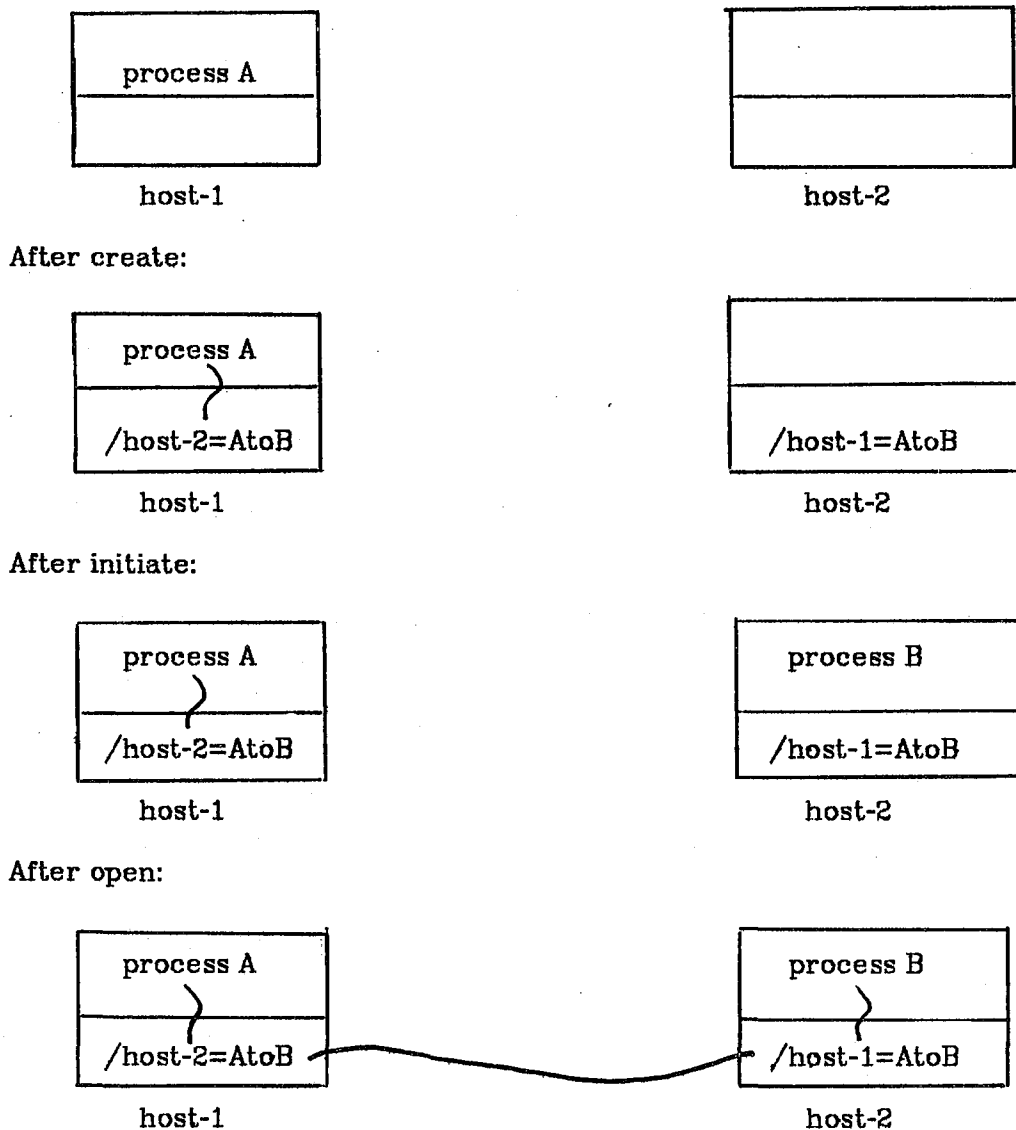 process A
host-1 host-2
After create:
process A
/host-2=AtoB /host-1=AtoB
host-1 host-2
After initiate:
process A process B
/host-2=AtoB /host-1=AtoB
host-1 host-2
After open:
process A process B
/host-2=AtoB /host-1=AtoB
host-1 host-2